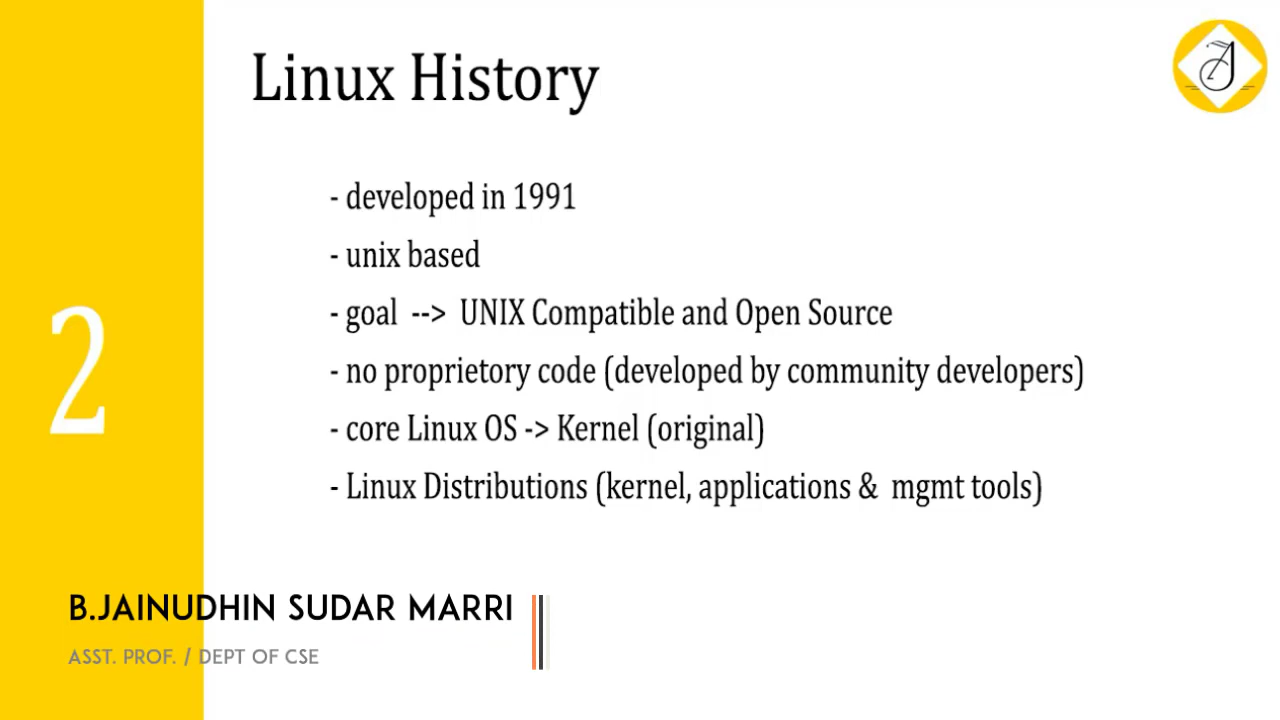 Linux History
- developed in 1991
- unix based
- goal --> UNIX Compatible and Open Source
- no proprietory code (developed by community developers)
- core Linux OS -> Kernel (original)
- Linux Distributions (kernel, applications & mgmt tools)
2
B.JAINUDHIN SUDAR MARRI
ASST. PROF. / DEPT OF CSE
A